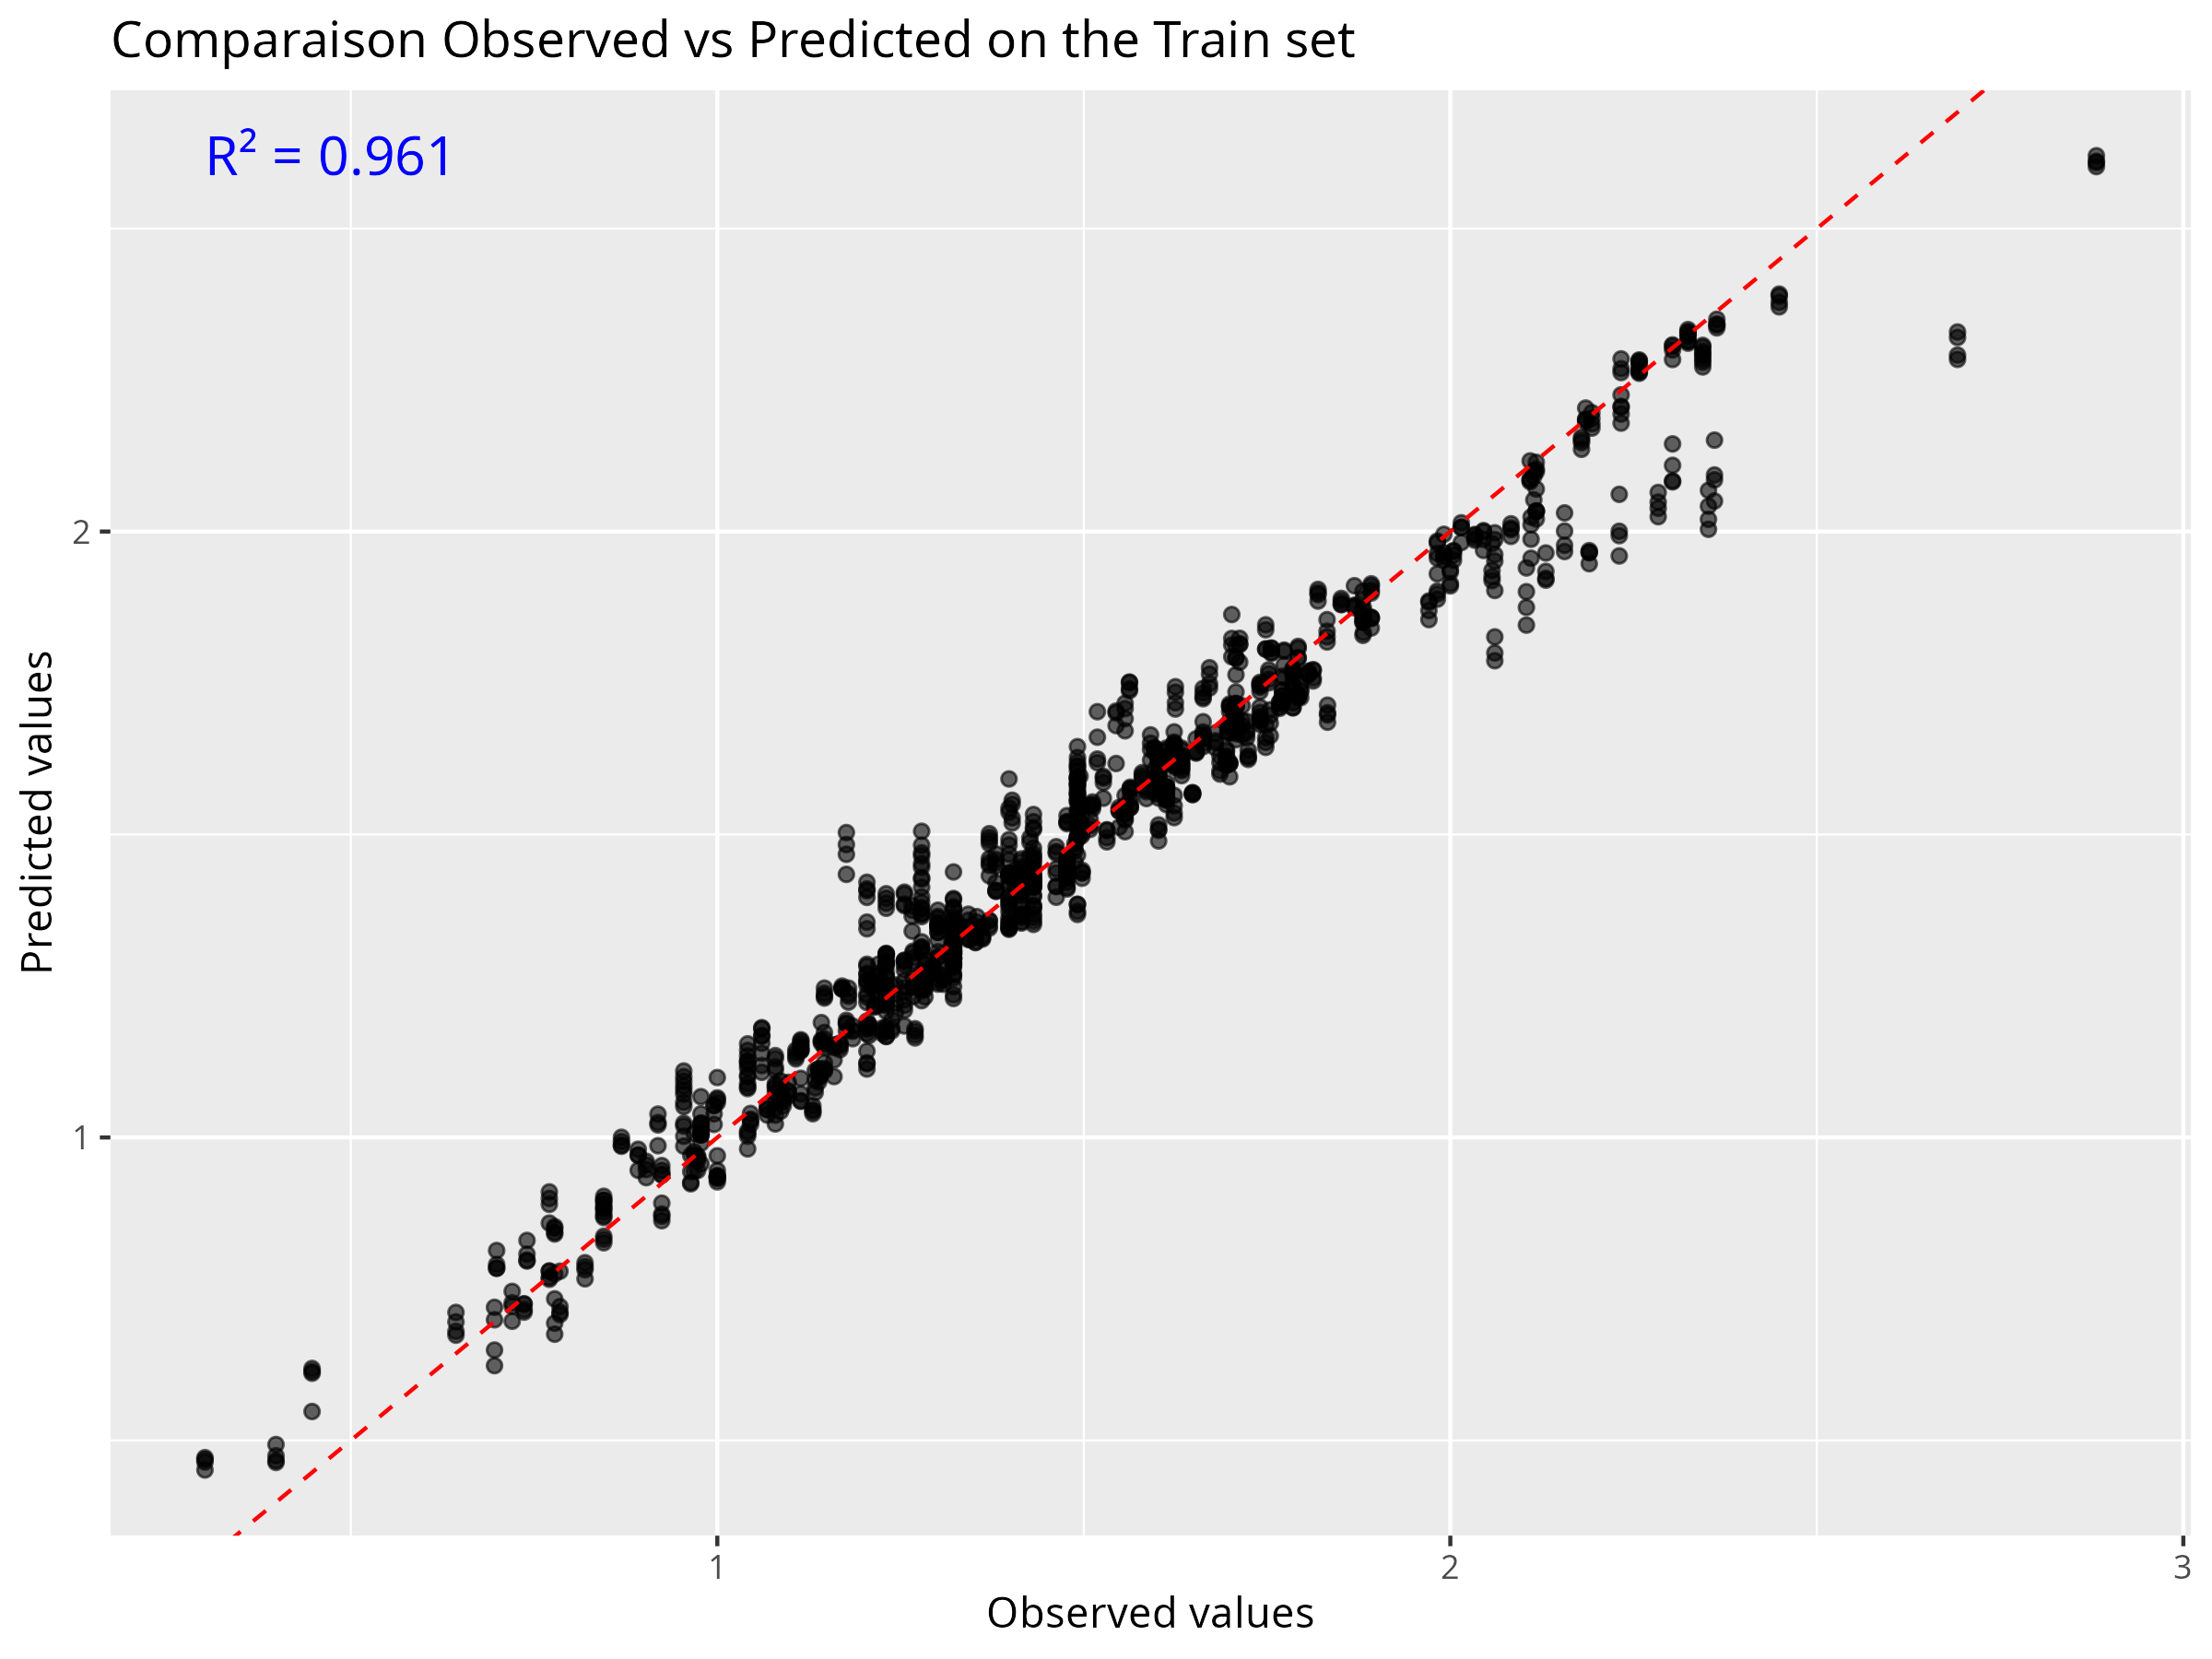 Comparaison Observed vs Predicted on the Train set
R² = 0.961
Predicted values
2
1
1 2 3
Observed values